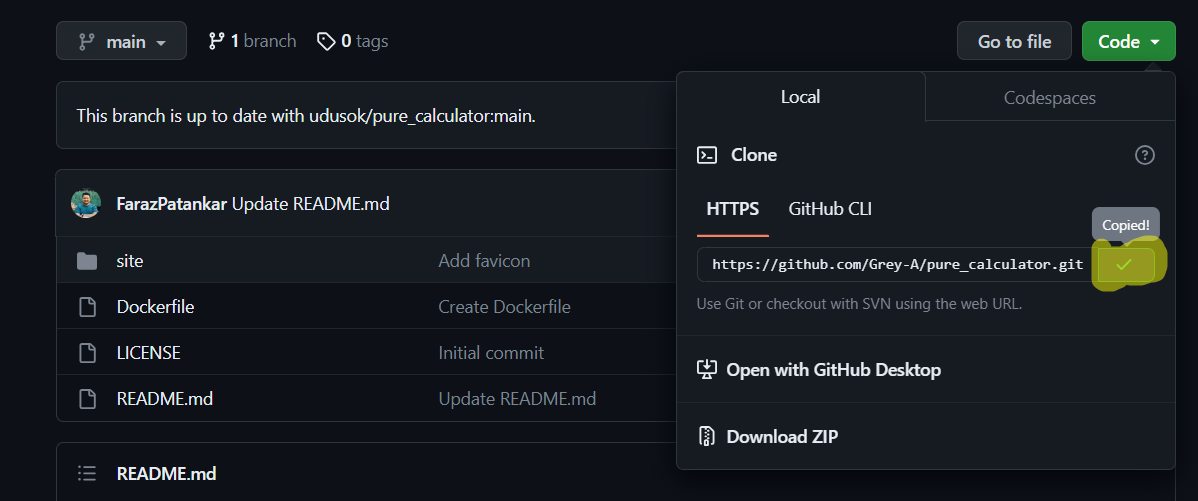 main 1 branch 0 tags Go to file Code
This branch is up to date with udusok/pure_calculator:main.
FarazPatankar Update README.md
site Add favicon
Dockerfile Create Dockerfile
LICENSE Initial commit
README.md Update README.md
README.md
Local Codespaces
Clone
HTTPS GitHub CLI
Copied!
https://github.com/Grey-A/pure_calculator.git
Use Git or checkout with SVN using the web URL.
Open with GitHub Desktop
Download ZIP